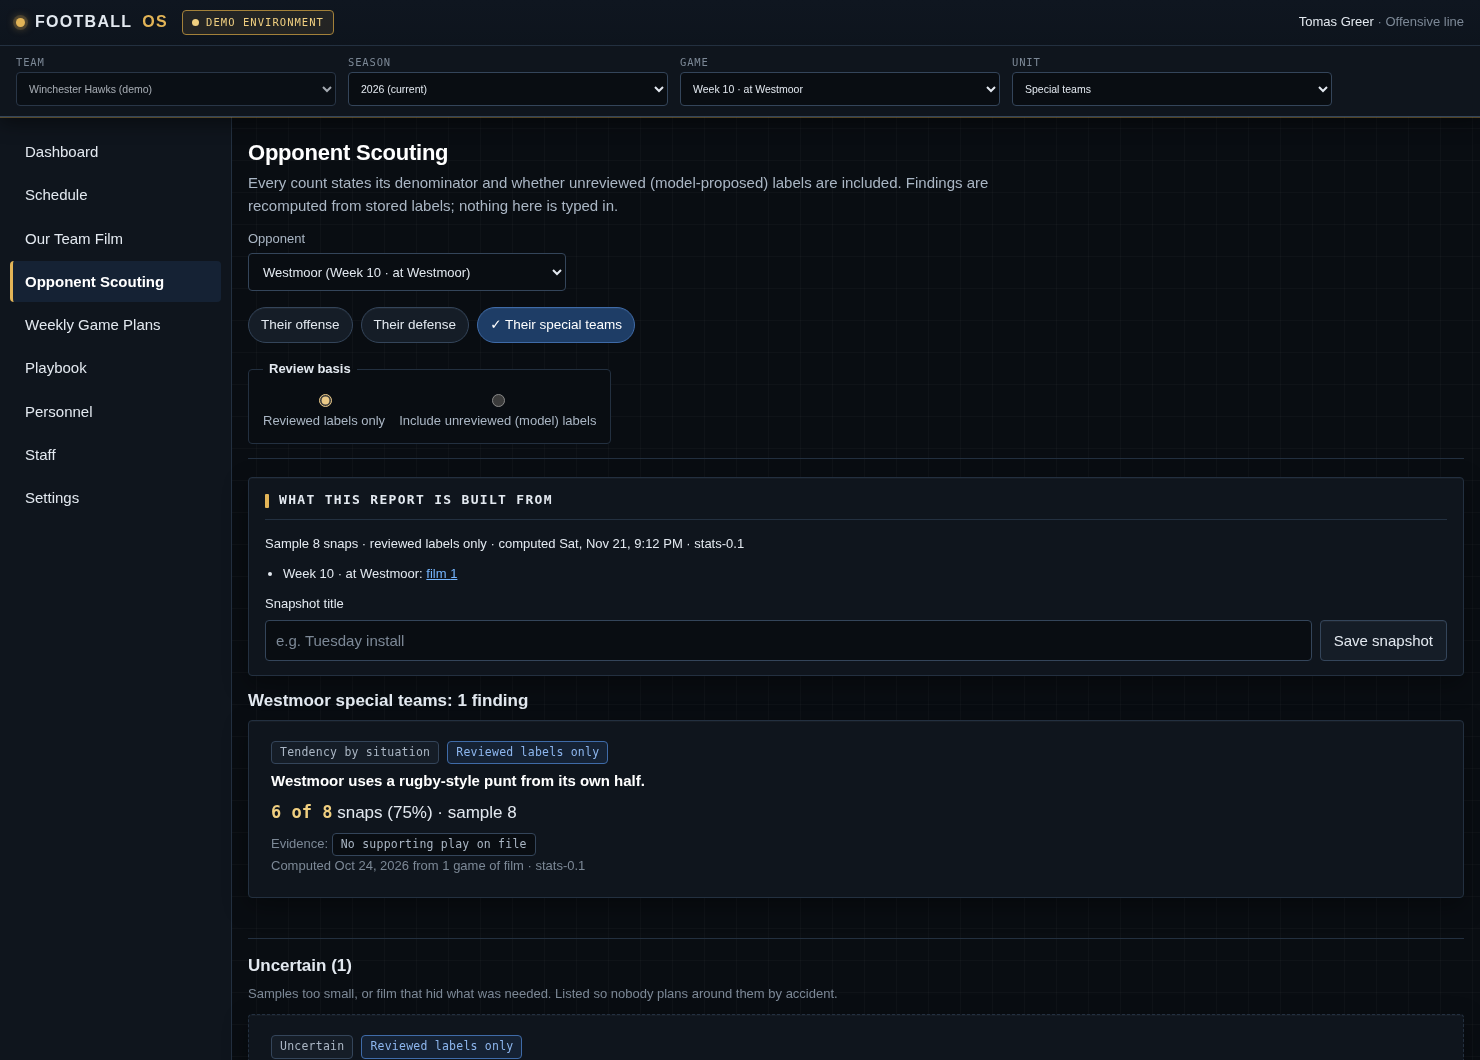 FOOTBALL OS
DEMO ENVIRONMENT
Tomas Greer · Offensive line
TEAM
SEASON
GAME
UNIT
Winchester Hawks (demo)
2026 (current)
Week 10 · at Westmoor
Special teams
Dashboard
Schedule
Our Team Film
Opponent Scouting
Weekly Game Plans
Playbook
Personnel
Staff
Settings
Opponent Scouting
Every count states its denominator and whether unreviewed (model-proposed) labels are included. Findings are
recomputed from stored labels; nothing here is typed in.
Opponent
Westmoor (Week 10 · at Westmoor)
Their offense
Their defense
✓ Their special teams
Review basis
Reviewed labels only
Include unreviewed (model) labels
WHAT THIS REPORT IS BUILT FROM
Sample 8 snaps · reviewed labels only · computed Sat, Nov 21, 9:12 PM · stats-0.1
• Week 10 · at Westmoor: film 1
Snapshot title
e.g. Tuesday install
Save snapshot
Westmoor special teams: 1 finding
Tendency by situation
Reviewed labels only
Westmoor uses a rugby-style punt from its own half.
6 of 8 snaps (75%) · sample 8
Evidence: No supporting play on file
Computed Oct 24, 2026 from 1 game of film · stats-0.1
Uncertain (1)
Samples too small, or film that hid what was needed. Listed so nobody plans around them by accident.
Uncertain
Reviewed labels only